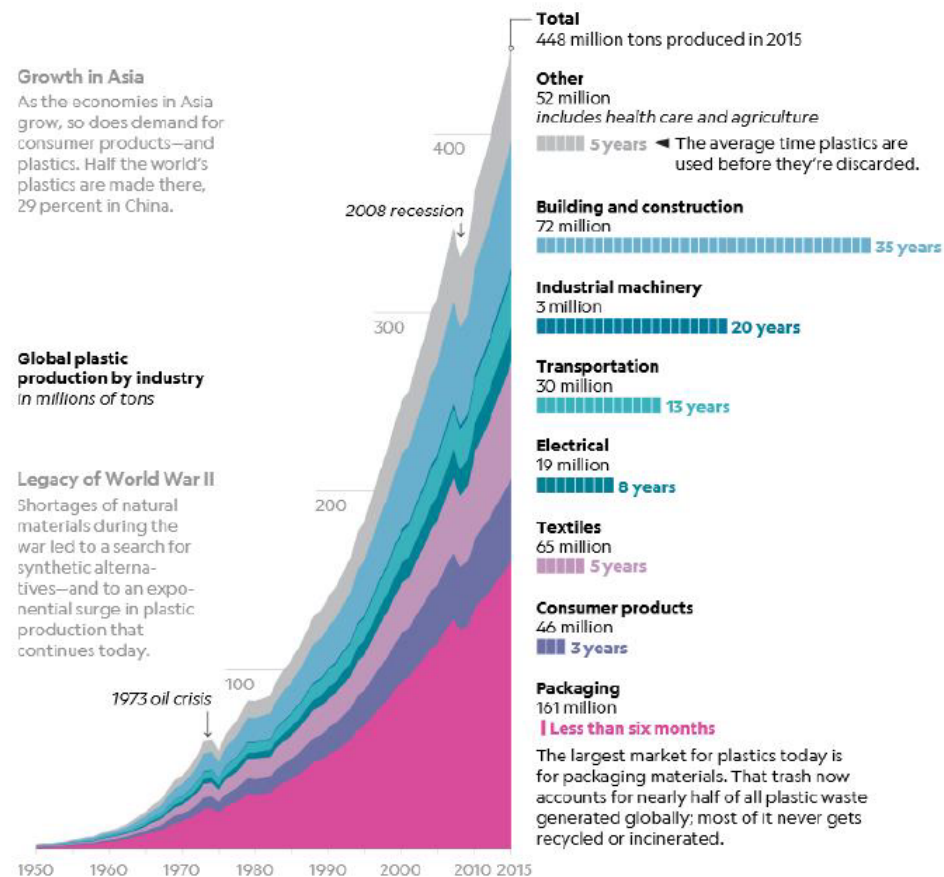 Growth in Asia
As the economies in Asia
grow, so does demand for
consumer products—and
plastics. Half the world's
plastics are made there,
29 percent in China.
Global plastic
production by industry
in millions of tons
Legacy of World War II
Shortages of natural
materials during the
war led to a search for
synthetic alterna-
tives—and to an expo-
nential surge in plastic
production that
continues today.
400
2008 recession
300
200
100
1973 oil crisis
1950 1960 1970 1980 1990 2000 2010 2015
Total
448 million tons produced in 2015
Other
52 million
includes health care and agriculture
5 years ◄ The average time plastics are
used before they're discarded.
Building and construction
72 million
35 years
Industrial machinery
3 million
20 years
Transportation
30 million
13 years
Electrical
19 million
8 years
Textiles
65 million
5 years
Consumer products
46 million
3 years
Packaging
161 million
Less than six months
The largest market for plastics today is
for packaging materials. That trash now
accounts for nearly half of all plastic waste
generated globally; most of it never gets
recycled or incinerated.